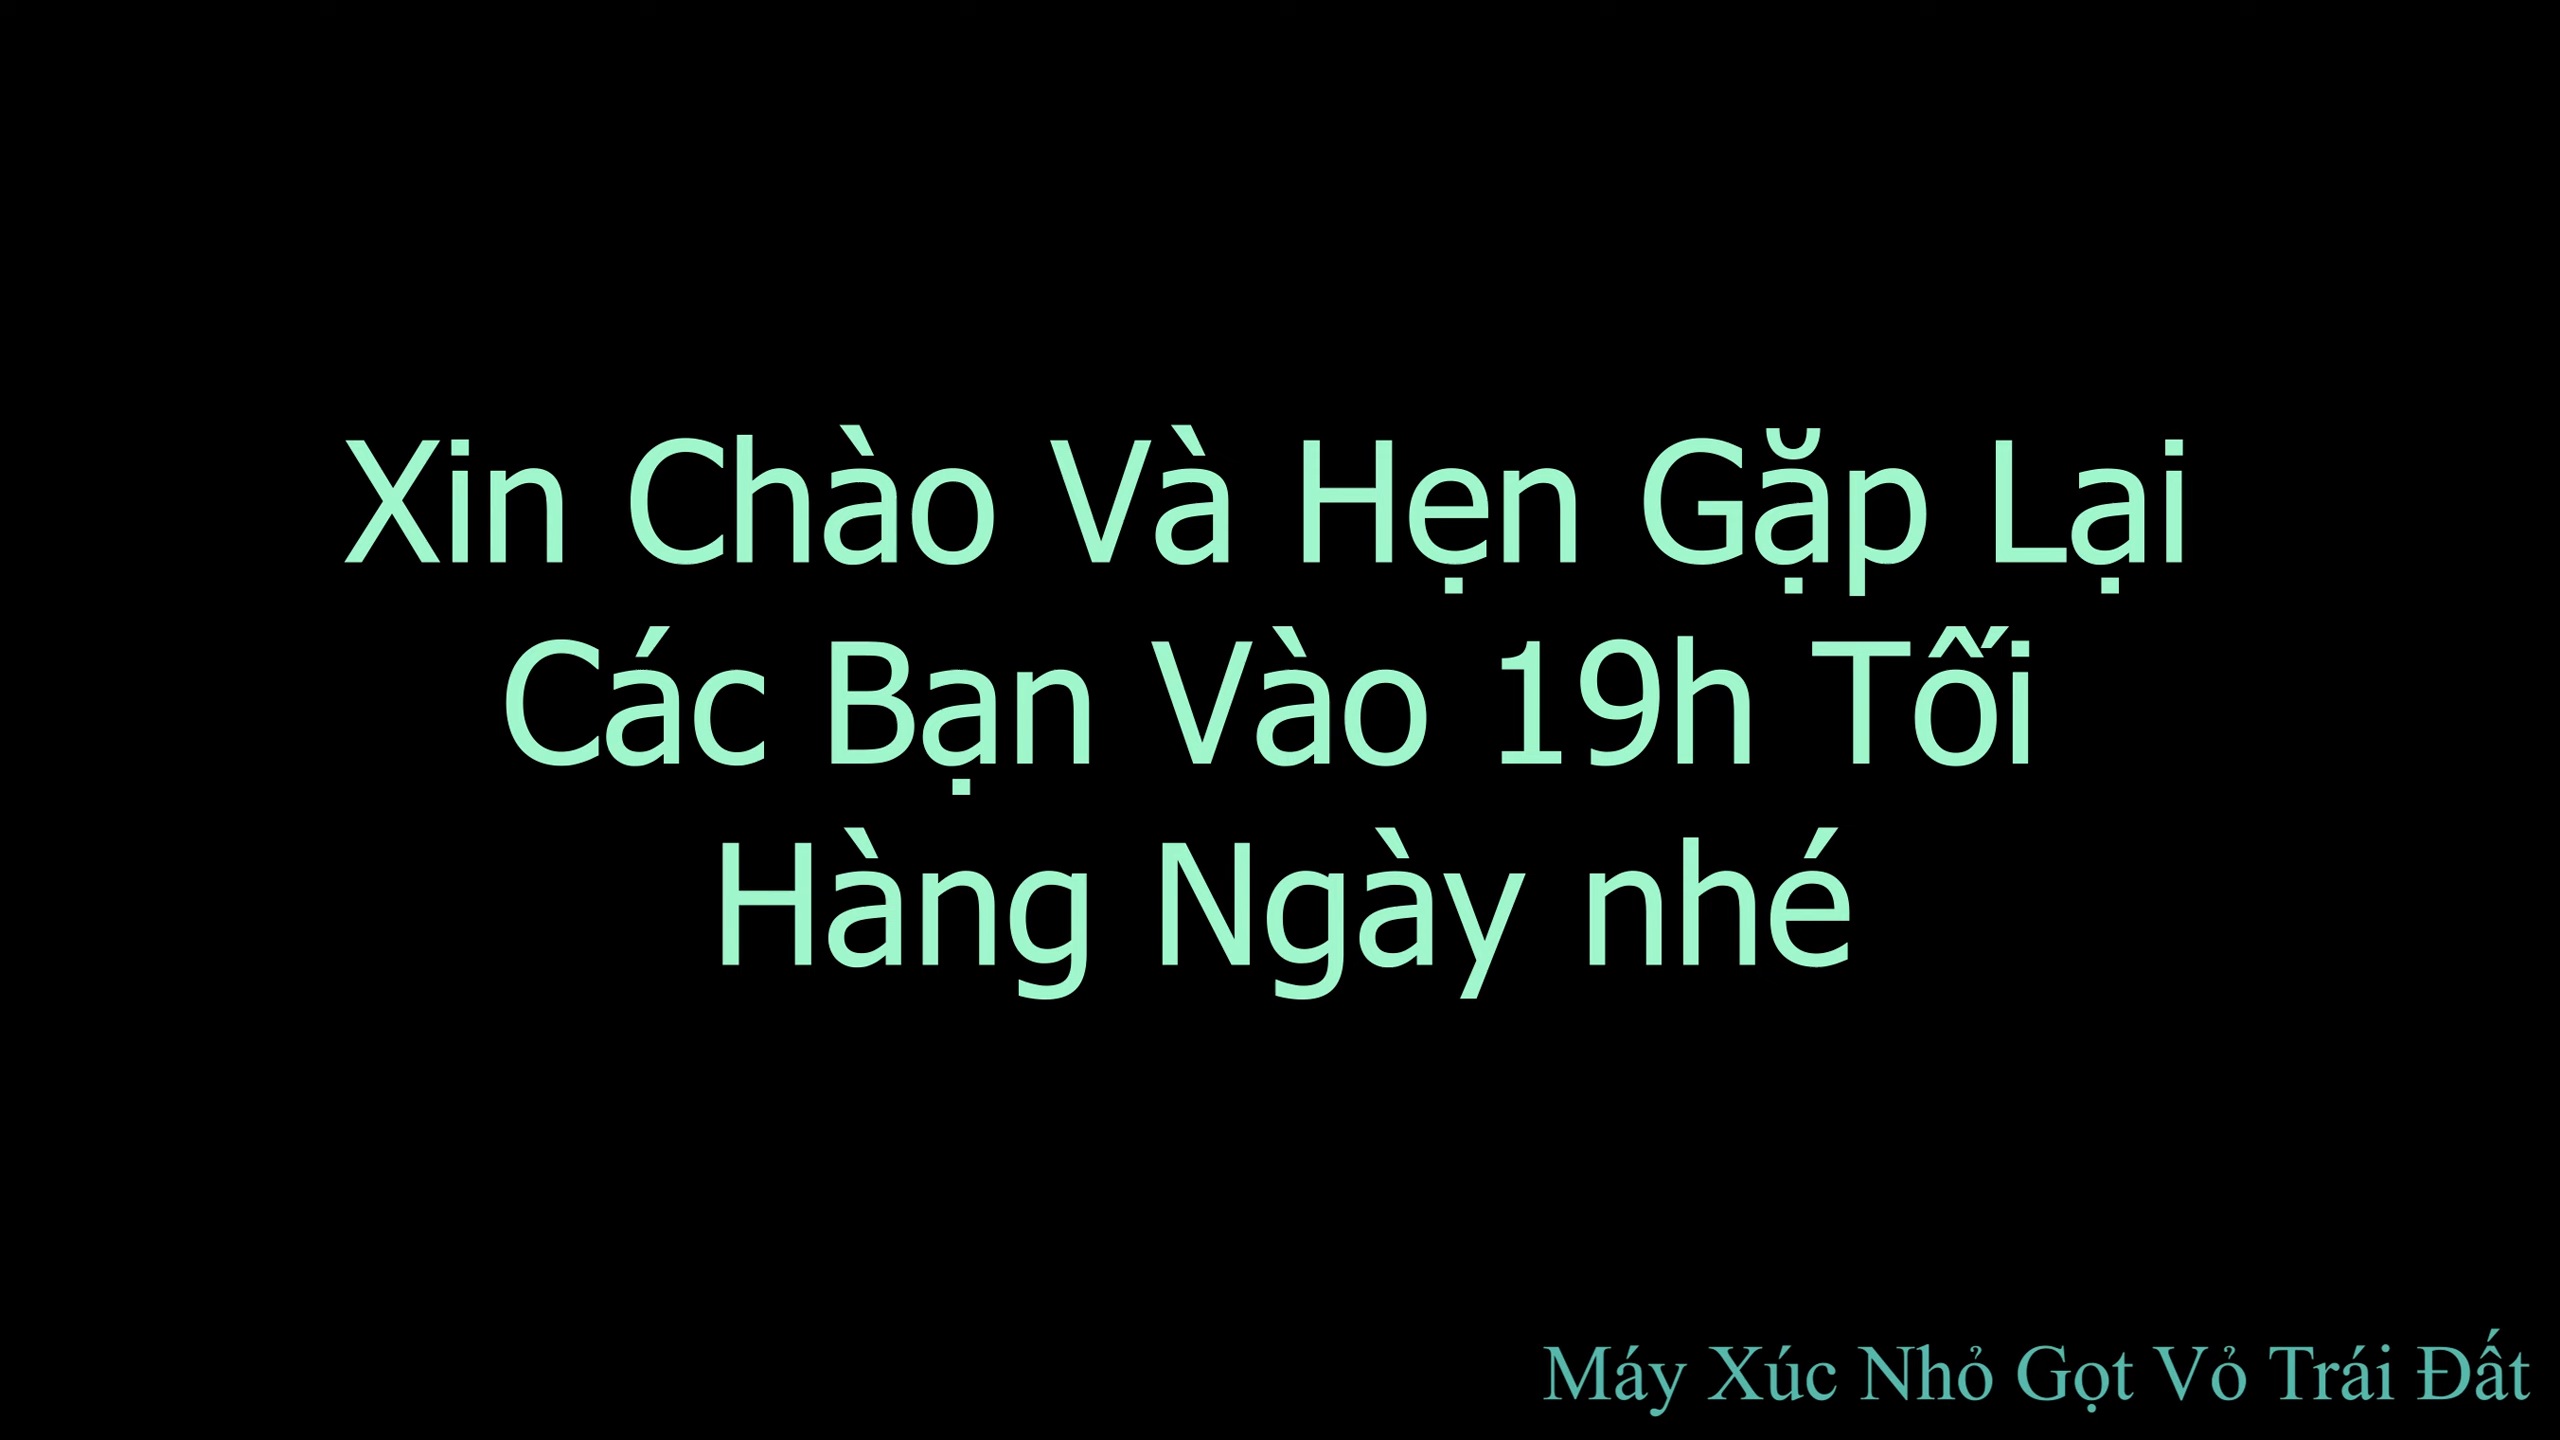 Xin Chào Và Hẹn Gặp Lại
Các Bạn Vào 19h Tối
Hàng Ngày nhé
Máy Xúc Nhỏ Gọt Vỏ Trái Đất